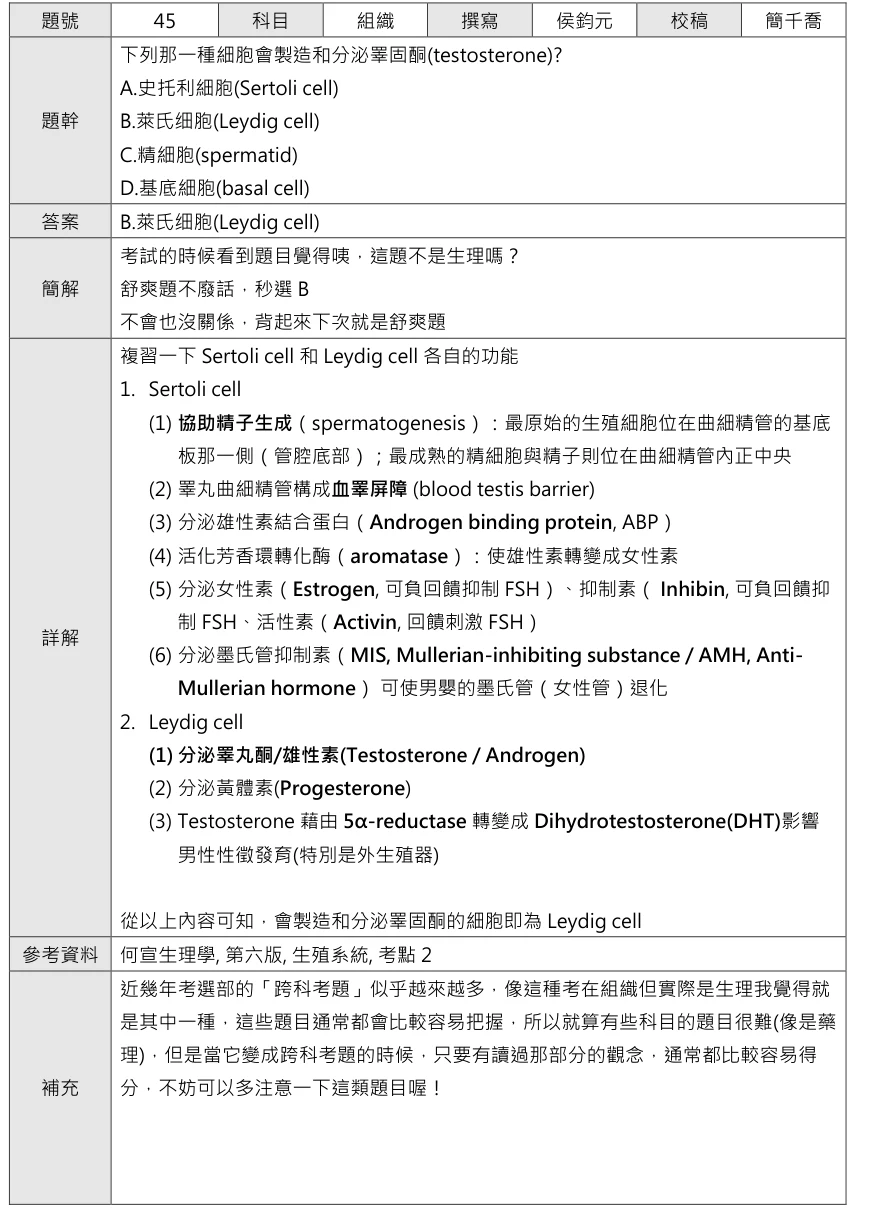 題號 45 科目 組織 撰寫 侯鈞元 校稿 簡千喬
題幹
下列那一種細胞會製造和分泌睪固酮(testosterone)?
A.史托利細胞(Sertoli cell)
B.萊氏细胞(Leydig cell)
C.精細胞(spermatid)
D.基底細胞(basal cell)
答案 B.萊氏细胞(Leydig cell)
簡解
考試的時候看到題目覺得咦，這題不是生理嗎？
舒爽題不廢話，秒選 B
不會也沒關係，背起來下次就是舒爽題
詳解
複習一下 Sertoli cell 和 Leydig cell 各自的功能
1. Sertoli cell
(1) 協助精子生成（spermatogenesis）：最原始的生殖細胞位在曲細精管的基底
板那一側（管腔底部）；最成熟的精細胞與精子則位在曲細精管內正中央
(2) 睪丸曲細精管構成血睪屏障 (blood testis barrier)
(3) 分泌雄性素結合蛋白（Androgen binding protein, ABP）
(4) 活化芳香環轉化酶（aromatase）：使雄性素轉變成女性素
(5) 分泌女性素（Estrogen, 可負回饋抑制 FSH）、抑制素（ Inhibin, 可負回饋抑
制 FSH、活性素（Activin, 回饋刺激 FSH）
(6) 分泌墨氏管抑制素（MIS, Mullerian-inhibiting substance / AMH, Anti-
Mullerian hormone） 可使男嬰的墨氏管（女性管）退化
2. Leydig cell
(1) 分泌睪丸酮/雄性素(Testosterone / Androgen)
(2) 分泌黃體素(Progesterone)
(3) Testosterone 藉由 5α-reductase 轉變成 Dihydrotestosterone(DHT)影響
男性性徵發育(特別是外生殖器)
從以上內容可知，會製造和分泌睪固酮的細胞即為 Leydig cell
參考資料 何宣生理學, 第六版, 生殖系統, 考點 2
補充
近幾年考選部的「跨科考題」似乎越來越多，像這種考在組織但實際是生理我覺得就
是其中一種，這些題目通常都會比較容易把握，所以就算有些科目的題目很難(像是藥
理)，但是當它變成跨科考題的時候，只要有讀過那部分的觀念，通常都比較容易得
分，不妨可以多注意一下這類題目喔！